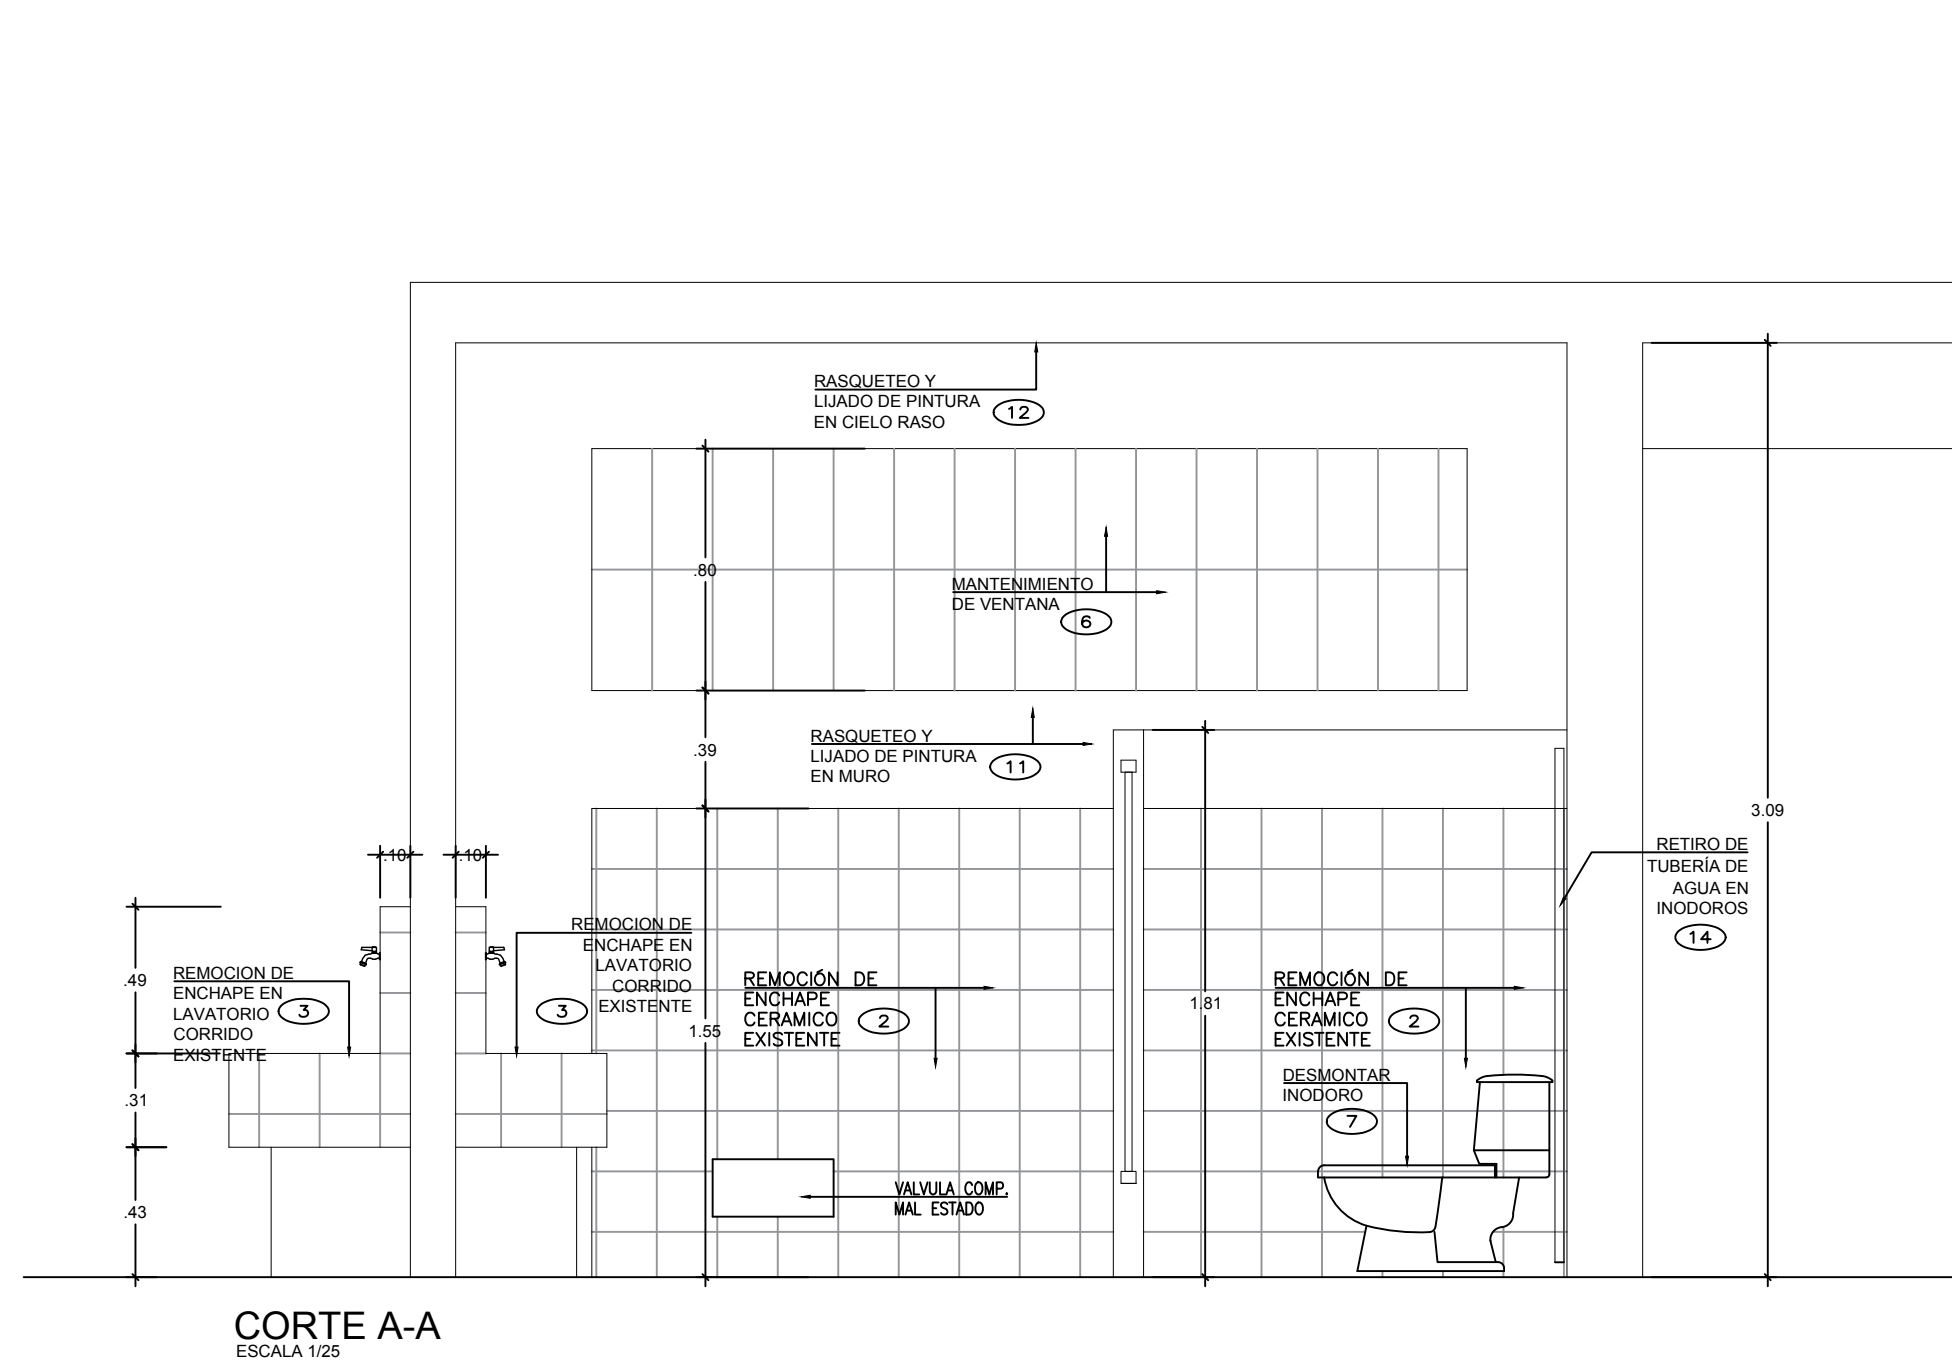 RASQUETEO Y
LIJADO DE PINTURA
EN CIELO RASO
12
.80
MANTENIMIENTO
DE VENTANA
6
.39
RASQUETEO Y
LIJADO DE PINTURA
EN MURO
11
3.09
RETIRO DE
TUBERÍA DE
AGUA EN
INODOROS
14
.10
.10
.49
REMOCION DE
ENCHAPE EN
LAVATORIO
CORRIDO
EXISTENTE
3
REMOCION DE
ENCHAPE EN
LAVATORIO
CORRIDO
EXISTENTE
3
1.55
REMOCIÓN DE
ENCHAPE
CERAMICO
EXISTENTE
2
1.81
REMOCIÓN DE
ENCHAPE
CERAMICO
EXISTENTE
2
DESMONTAR
INODORO
7
.31
.43
VALVULA COMP.
MAL ESTADO
CORTE A-A
ESCALA 1/25